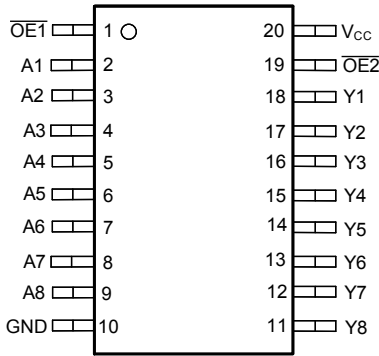 O̅E̅1̅ 1 20 VCC
A1 2 19 O̅E̅2̅
A2 3 18 Y1
A3 4 17 Y2
A4 5 16 Y3
A5 6 15 Y4
A6 7 14 Y5
A7 8 13 Y6
A8 9 12 Y7
GND 10 11 Y8